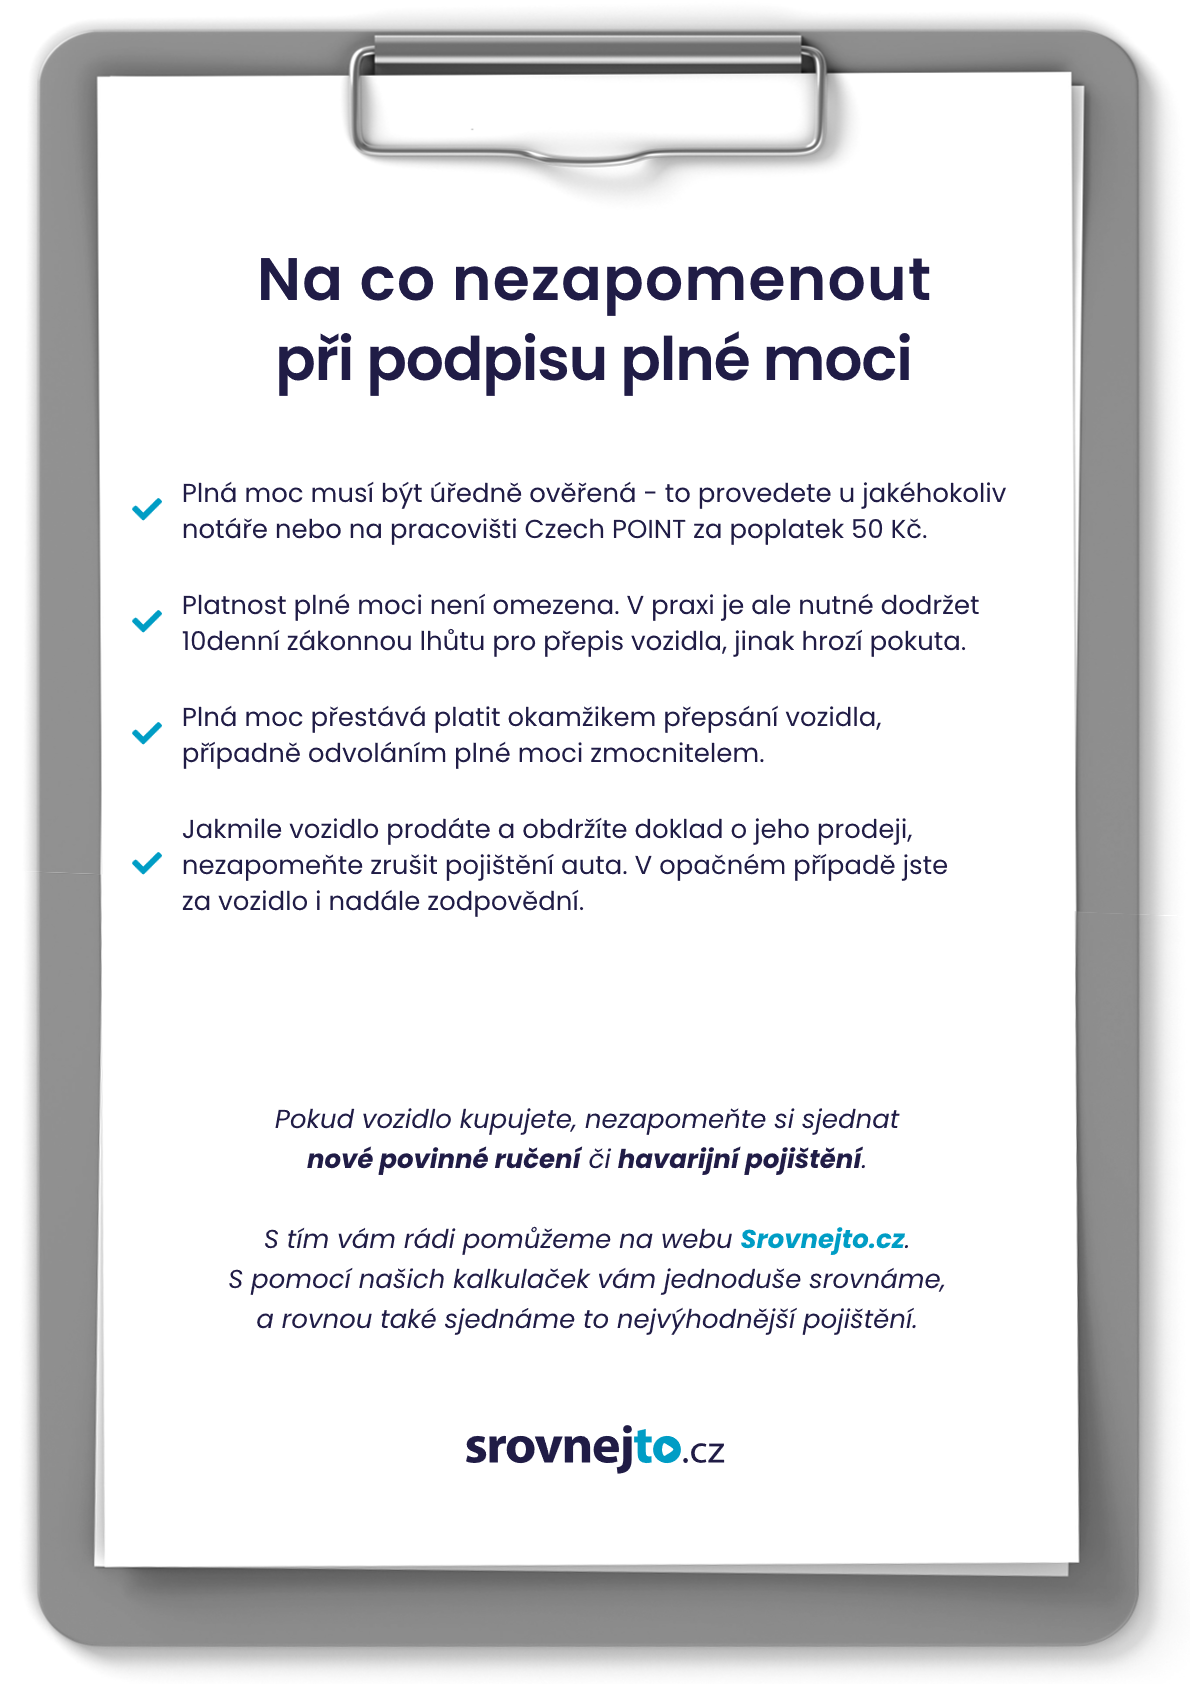 Na co nezapomenout
při podpisu plné moci
Plná moc musí být úředně ověřená - to provedete u jakéhokoliv
notáře nebo na pracovišti Czech POINT za poplatek 50 Kč.
Platnost plné moci není omezena. V praxi je ale nutné dodržet
10denní zákonnou lhůtu pro přepis vozidla, jinak hrozí pokuta.
Plná moc přestává platit okamžikem přepsání vozidla,
případně odvoláním plné moci zmocnitelem.
Jakmile vozidlo prodáte a obdržíte doklad o jeho prodeji,
nezapomeňte zrušit pojištění auta. V opačném případě jste
za vozidlo i nadále zodpovědní.
Pokud vozidlo kupujete, nezapomeňte si sjednat
nové povinné ručení či havarijní pojištění.
S tím vám rádi pomůžeme na webu Srovnejto.cz.
S pomocí našich kalkulaček vám jednoduše srovnáme,
a rovnou také sjednáme to nejvýhodnější pojištění.
srovnejto.cz